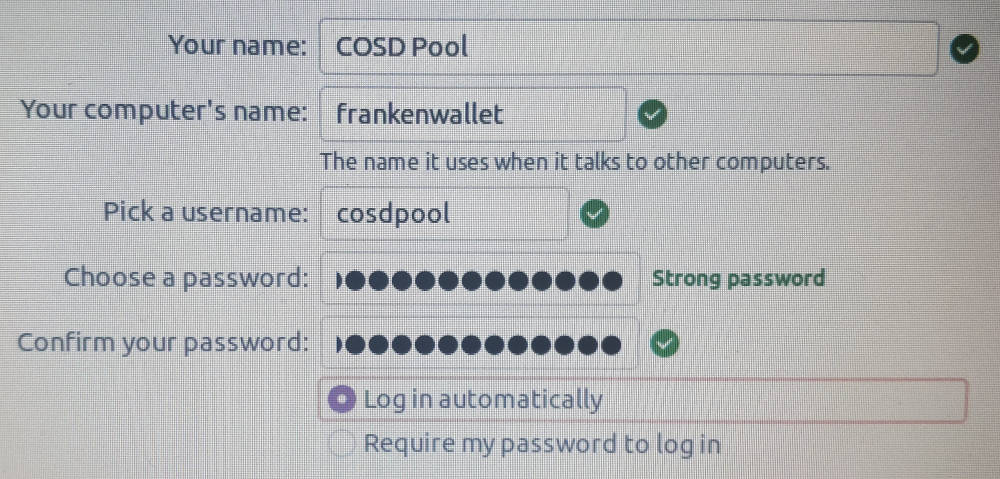 Your name: COSD Pool
Your computer's name: frankenwallet
The name it uses when it talks to other computers.
Pick a username: cosdpool
Choose a password: ●●●●●●●●●●●●● Strong password
Confirm your password: ●●●●●●●●●●●●●
Log in automatically
Require my password to log in